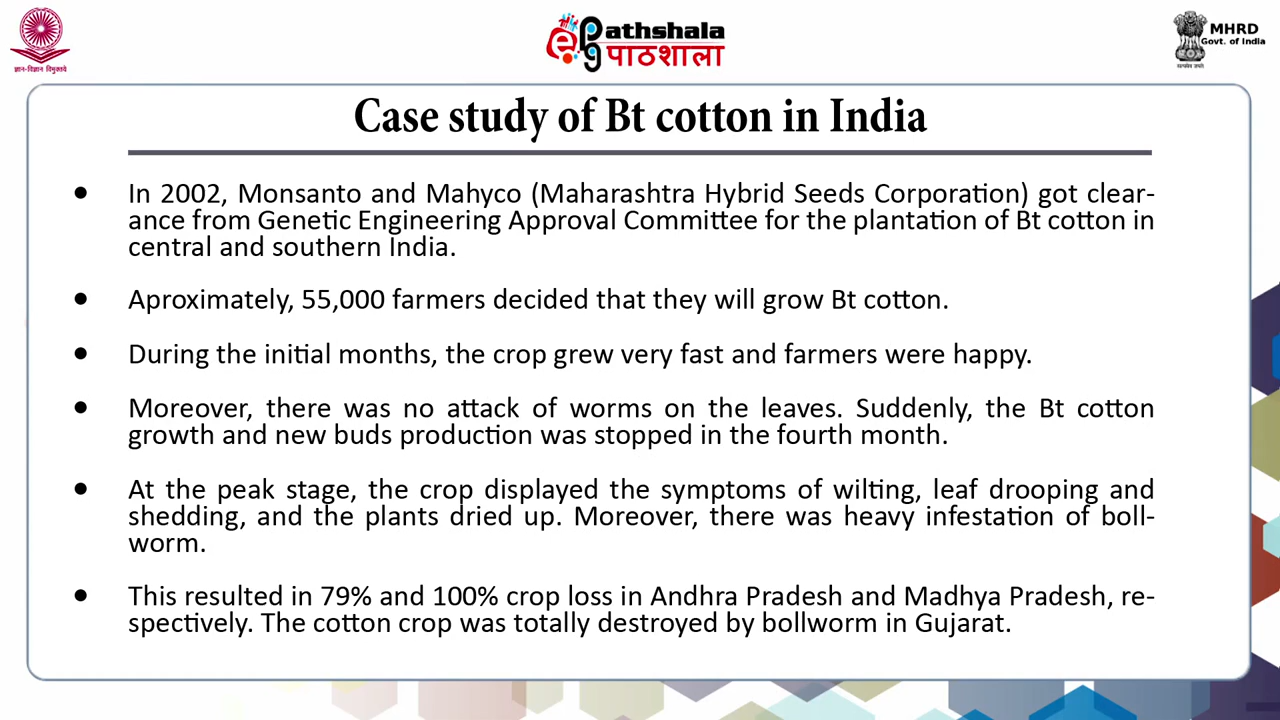 ज्ञान-विज्ञान विमुक्तये
ePG Pathshala
पाठशाला
MHRD
Govt. of India
सत्यमेव जयते
Case study of Bt cotton in India
• In 2002, Monsanto and Mahyco (Maharashtra Hybrid Seeds Corporation) got clear-
ance from Genetic Engineering Approval Committee for the plantation of Bt cotton in
central and southern India.
• Aproximately, 55,000 farmers decided that they will grow Bt cotton.
• During the initial months, the crop grew very fast and farmers were happy.
• Moreover, there was no attack of worms on the leaves. Suddenly, the Bt cotton
growth and new buds production was stopped in the fourth month.
• At the peak stage, the crop displayed the symptoms of wilting, leaf drooping and
shedding, and the plants dried up. Moreover, there was heavy infestation of boll-
worm.
• This resulted in 79% and 100% crop loss in Andhra Pradesh and Madhya Pradesh, re-
spectively. The cotton crop was totally destroyed by bollworm in Gujarat.